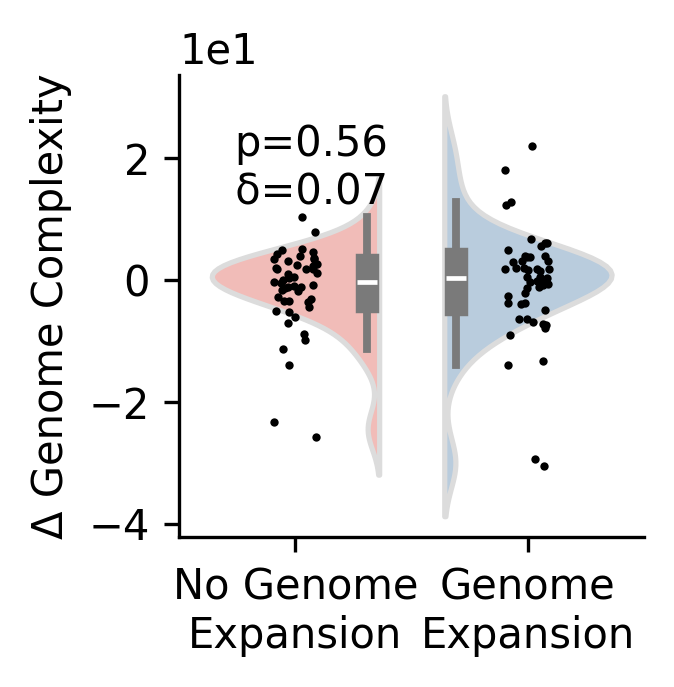 1e1
Δ Genome Complexity
p=0.56
δ=0.07
2
0
−2
−4
No Genome
Expansion
Genome
Expansion